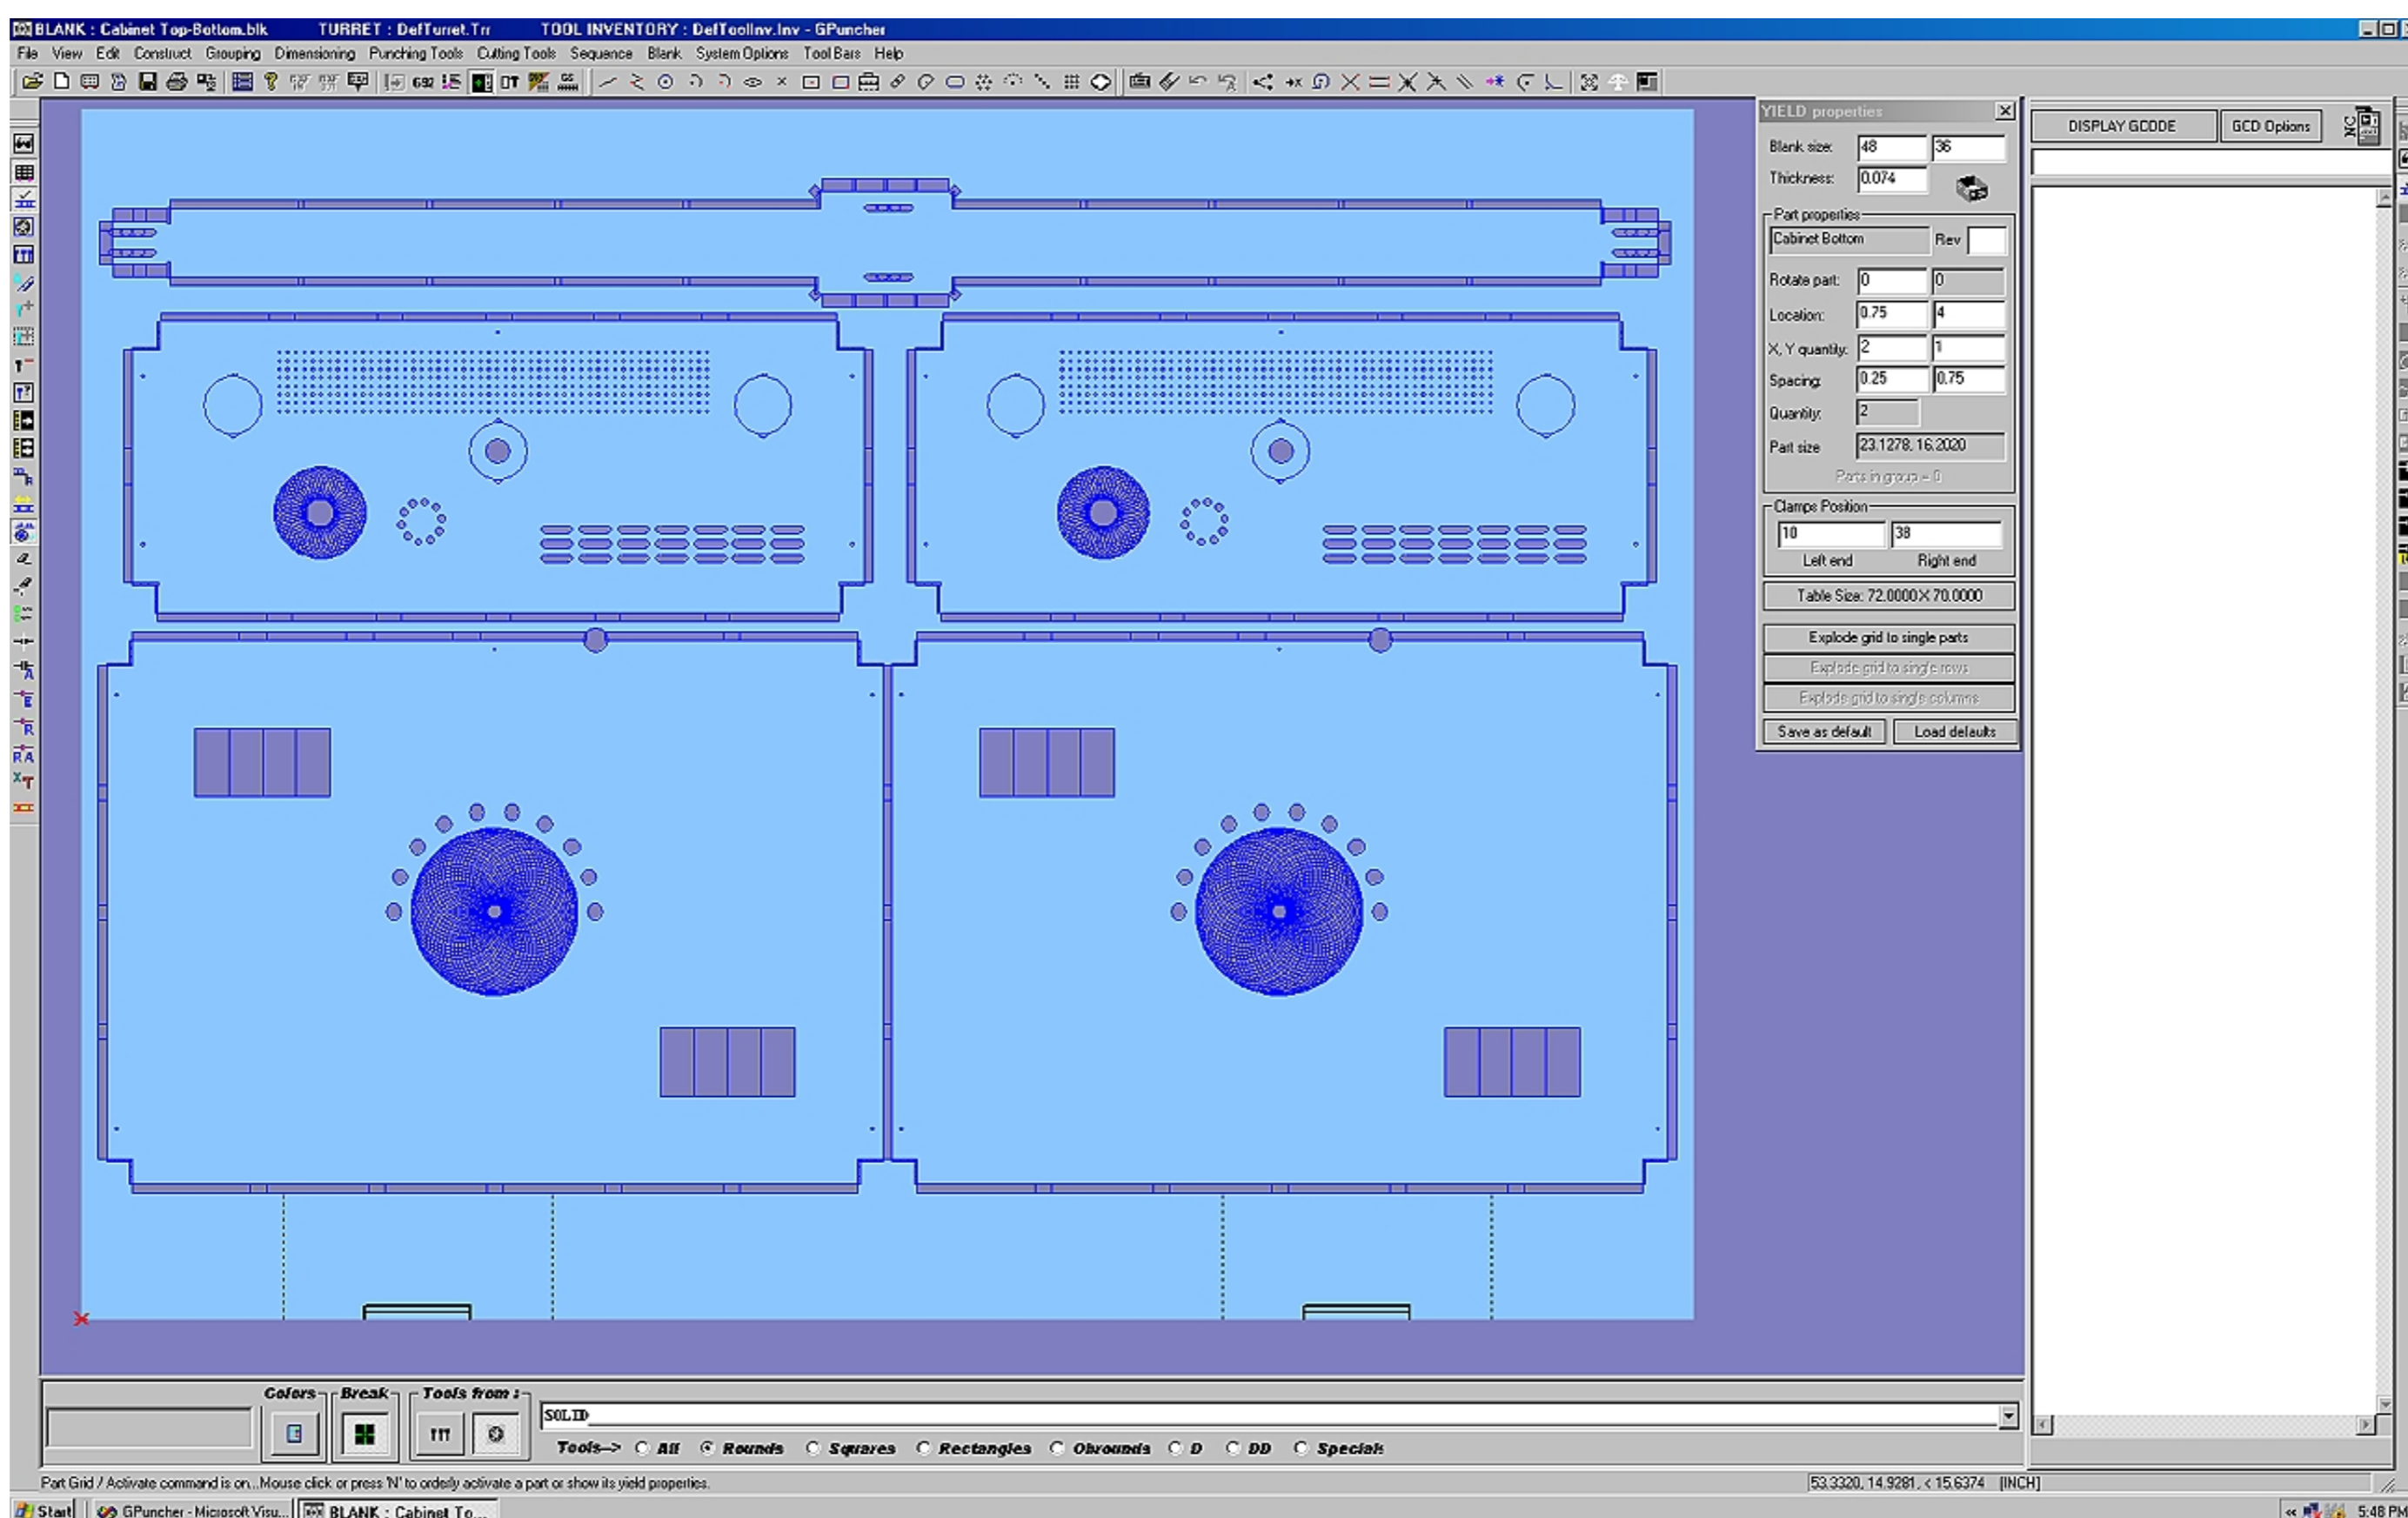 BLANK : Cabinet Top-Bottom.blk TURRET : DefTurret.Trr TOOL INVENTORY : DefToolInv.Inv - GPuncher
File View Edit Construct Grouping Dimensioning Punching Tools Cutting Tools Sequence Blank System Options Tool Bars Help
G92
YIELD properties
Blank size: 48 36
Thickness: 0.074
Part properties
Cabinet Bottom Rev
Rotate part: 0 0
Location: 0.75 4
X, Y quantity: 2 1
Spacing: 0.25 0.75
Quantity: 2
Part size 23.1278, 16.2020
Parts in group = 0
Clamps Position
10 38
Left end Right end
Table Size: 72.0000 X 70.0000
Explode grid to single parts
Explode grid to single rows
Explode grid to single columns
Save as default Load defaults
DISPLAY GCODE GCD Options NC
Colors Break Tools from :
SOLID
Tools--> All Rounds Squares Rectangles Obrounds D DD Specials
Part Grid / Activate command is on...Mouse click or press 'N' to orderly activate a part or show its yield properties.
53.3320, 14.9281, < 15.6374 [INCH]
Start GPuncher - Microsoft Visu... BLANK : Cabinet To... « 5:48 PM